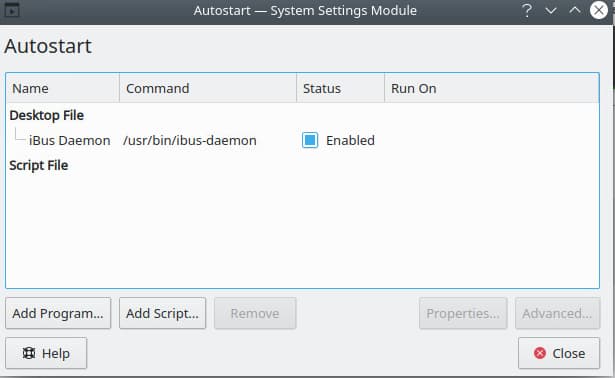 Autostart — System Settings Module
Autostart
Name Command Status Run On
Desktop File
iBus Daemon /usr/bin/ibus-daemon Enabled
Script File
Add Program... Add Script... Remove Properties... Advanced...
Help Close